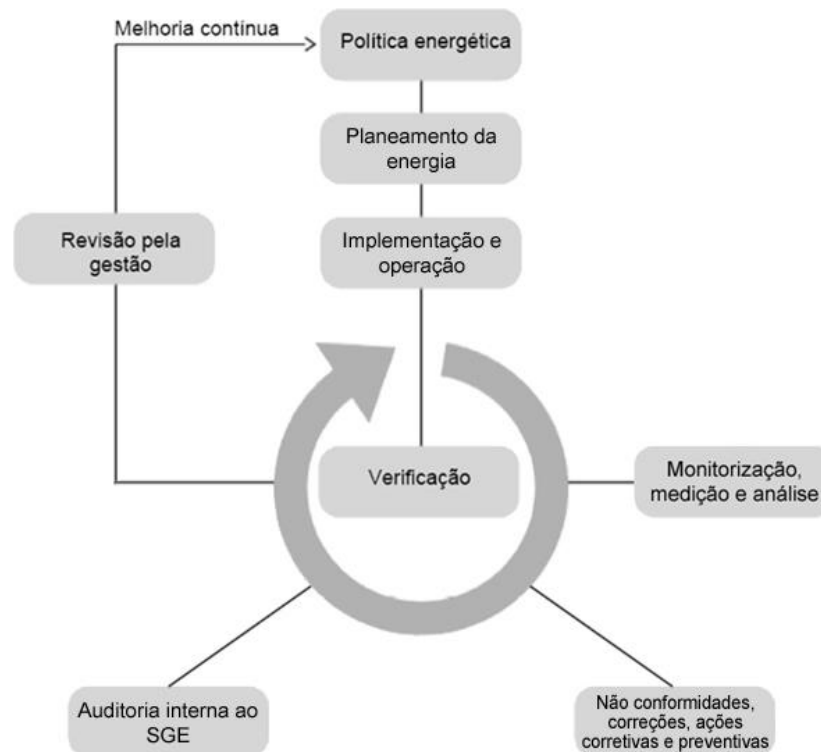 Melhoria contínua
Política energética
Planeamento da
energia
Revisão pela
gestão
Implementação e
operação
Verificação
Monitorização,
medição e análise
Auditoria interna ao
SGE
Não conformidades,
correções, ações
corretivas e preventivas